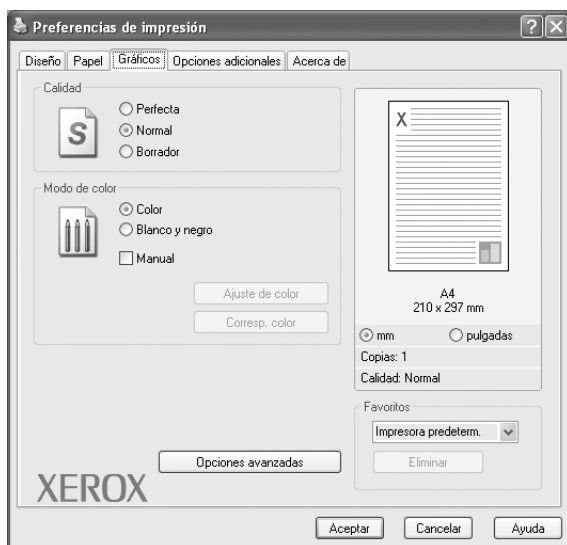 Preferencias de impresión
Diseño Papel Gráficos Opciones adicionales Acerca de
Calidad
S
Perfecta
Normal
Borrador
Modo de color
Color
Blanco y negro
Manual
Ajuste de color
Corresp. color
Opciones avanzadas
XEROX
X
A4
210 x 297 mm
mm pulgadas
Copias: 1
Calidad: Normal
Favoritos
Impresora predeterm.
Eliminar
Aceptar Cancelar Ayuda